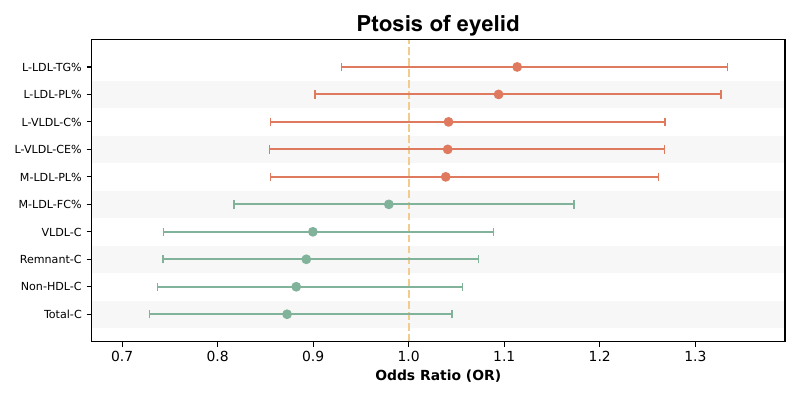 Ptosis of eyelid
L-LDL-TG%
L-LDL-PL%
L-VLDL-C%
L-VLDL-CE%
M-LDL-PL%
M-LDL-FC%
VLDL-C
Remnant-C
Non-HDL-C
Total-C
0.7 0.8 0.9 1.0 1.1 1.2 1.3
Odds Ratio (OR)